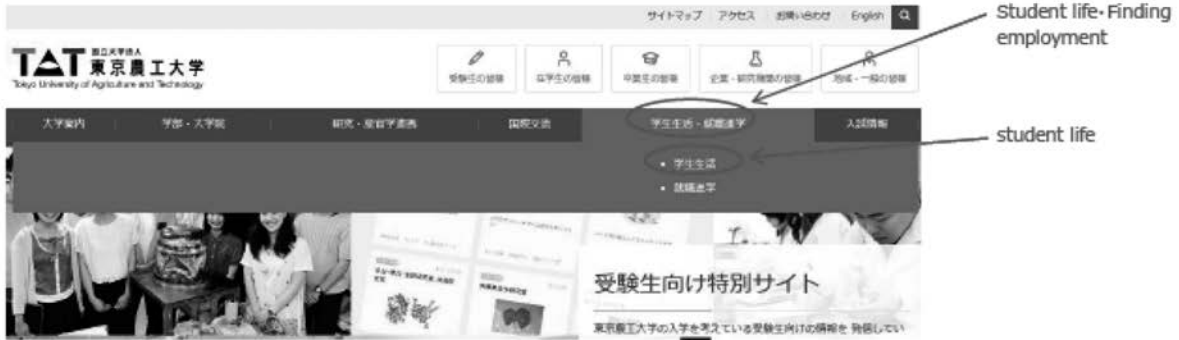 サイトマップ アクセス お問い合わせ English
Student life・Finding employment
TAT 国立大学法人
東京農工大学
Tokyo University of Agriculture and Technology
受験生の皆様 在学生の皆様 卒業生の皆様 企業・研究機関の皆様 地域・一般の皆様
大学案内 学部・大学院 研究・産官学連携 国際交流 学生生活・就職進学 入試情報
student life
• 学生生活
• 就職進学
受験生向け特別サイト
東京農工大学の入学を考えている受験生向けの情報を 発信してい